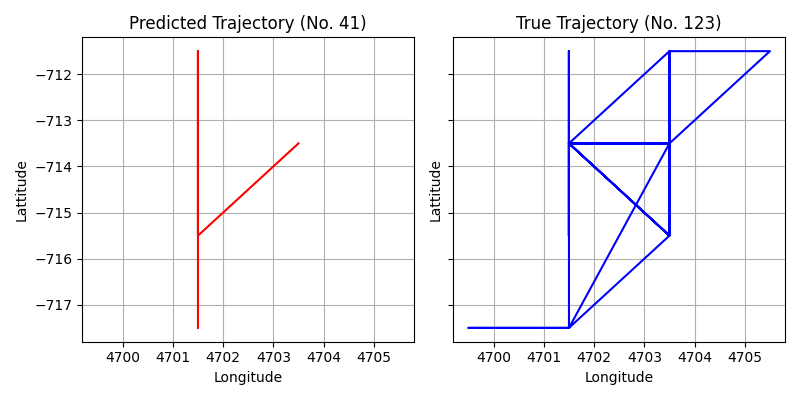 Predicted Trajectory (No. 41)
−712
−713
−714
−715
−716
−717
Lattitude
4700 4701 4702 4703 4704 4705
Longitude
True Trajectory (No. 123)
Lattitude
4700 4701 4702 4703 4704 4705
Longitude